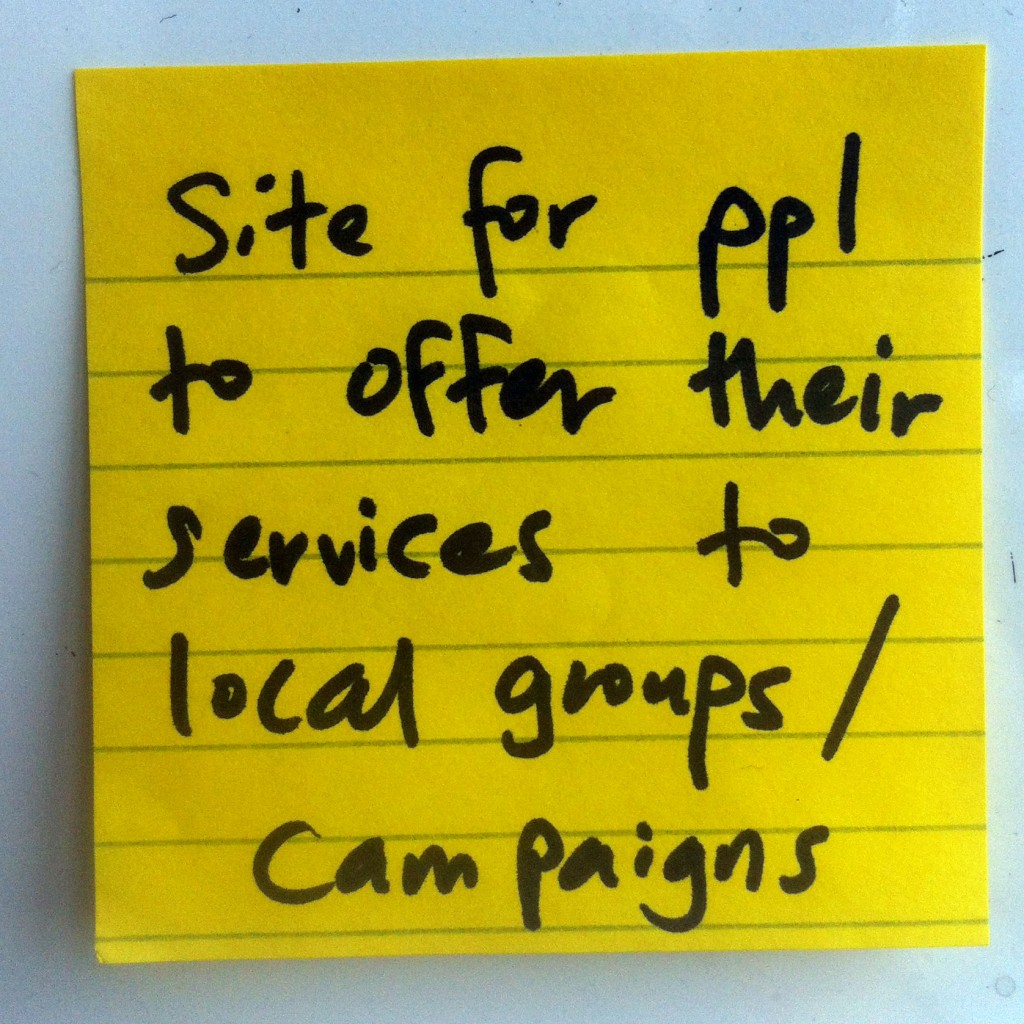 Site for ppl
to offer their
services to
local groups/
Campaigns